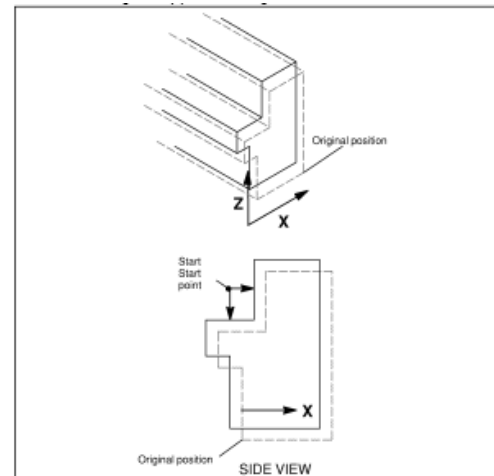 Original position
Z
X
Start
Start
point
X
Original position
SIDE VIEW